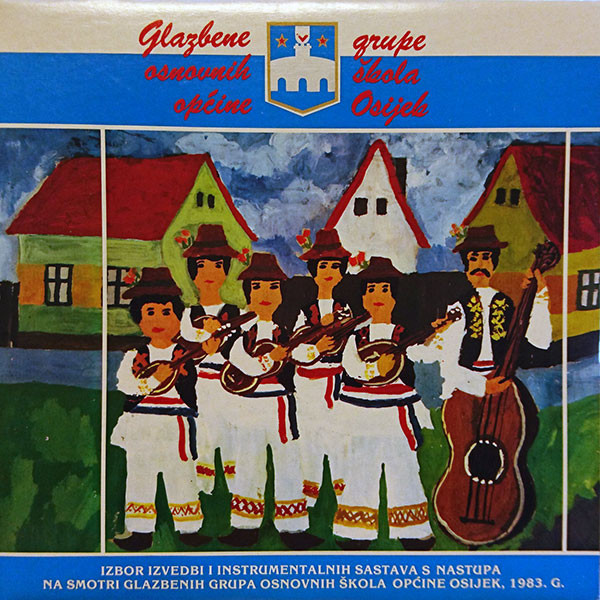 Glazbene grupe
osnovnih škola
općine Osijek
IZBOR IZVEDBI I INSTRUMENTALNIH SASTAVA S NASTUPA
NA SMOTRI GLAZBENIH GRUPA OSNOVNIH ŠKOLA OPĆINE OSIJEK, 1983. G.